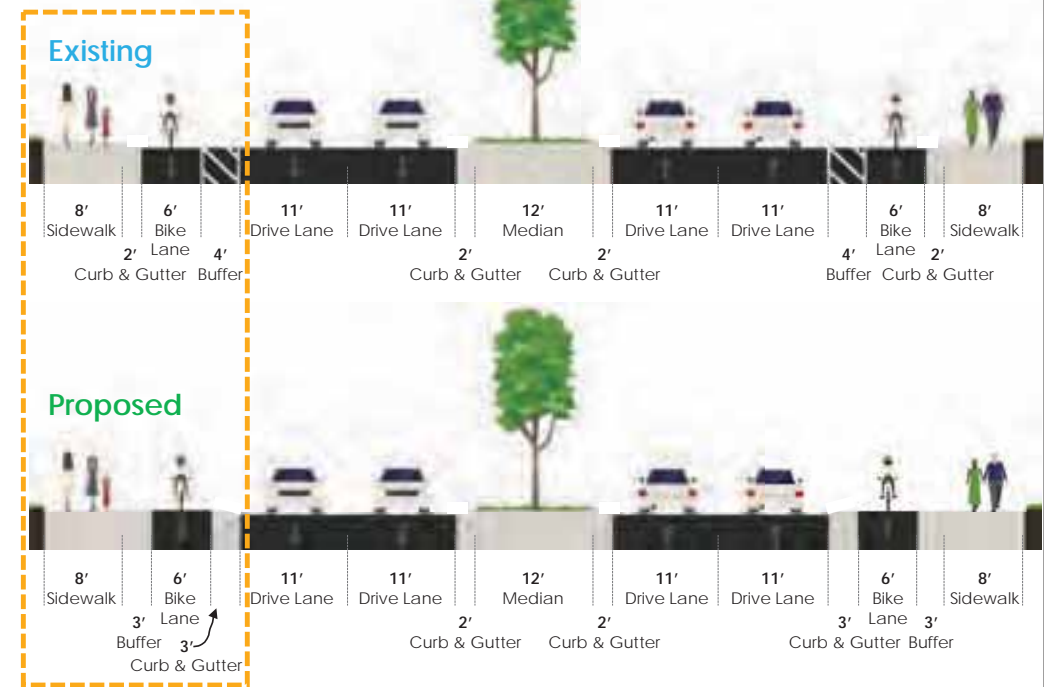 Existing
8' 6' 11' 11' 12' 11' 11' 6' 8'
Sidewalk Bike Drive Lane Drive Lane Median Drive Lane Drive Lane Bike Sidewalk
2' Lane 4' 2' 2' 4' Lane 2'
Curb & Gutter Buffer Curb & Gutter Curb & Gutter Buffer Curb & Gutter
Proposed
8' 6' 11' 11' 12' 11' 11' 6' 8'
Sidewalk Bike Drive Lane Drive Lane Median Drive Lane Drive Lane Bike Sidewalk
3' Lane 2' 2' 3' Lane 3'
Buffer 3' Curb & Gutter Curb & Gutter Curb & Gutter Buffer
Curb & Gutter